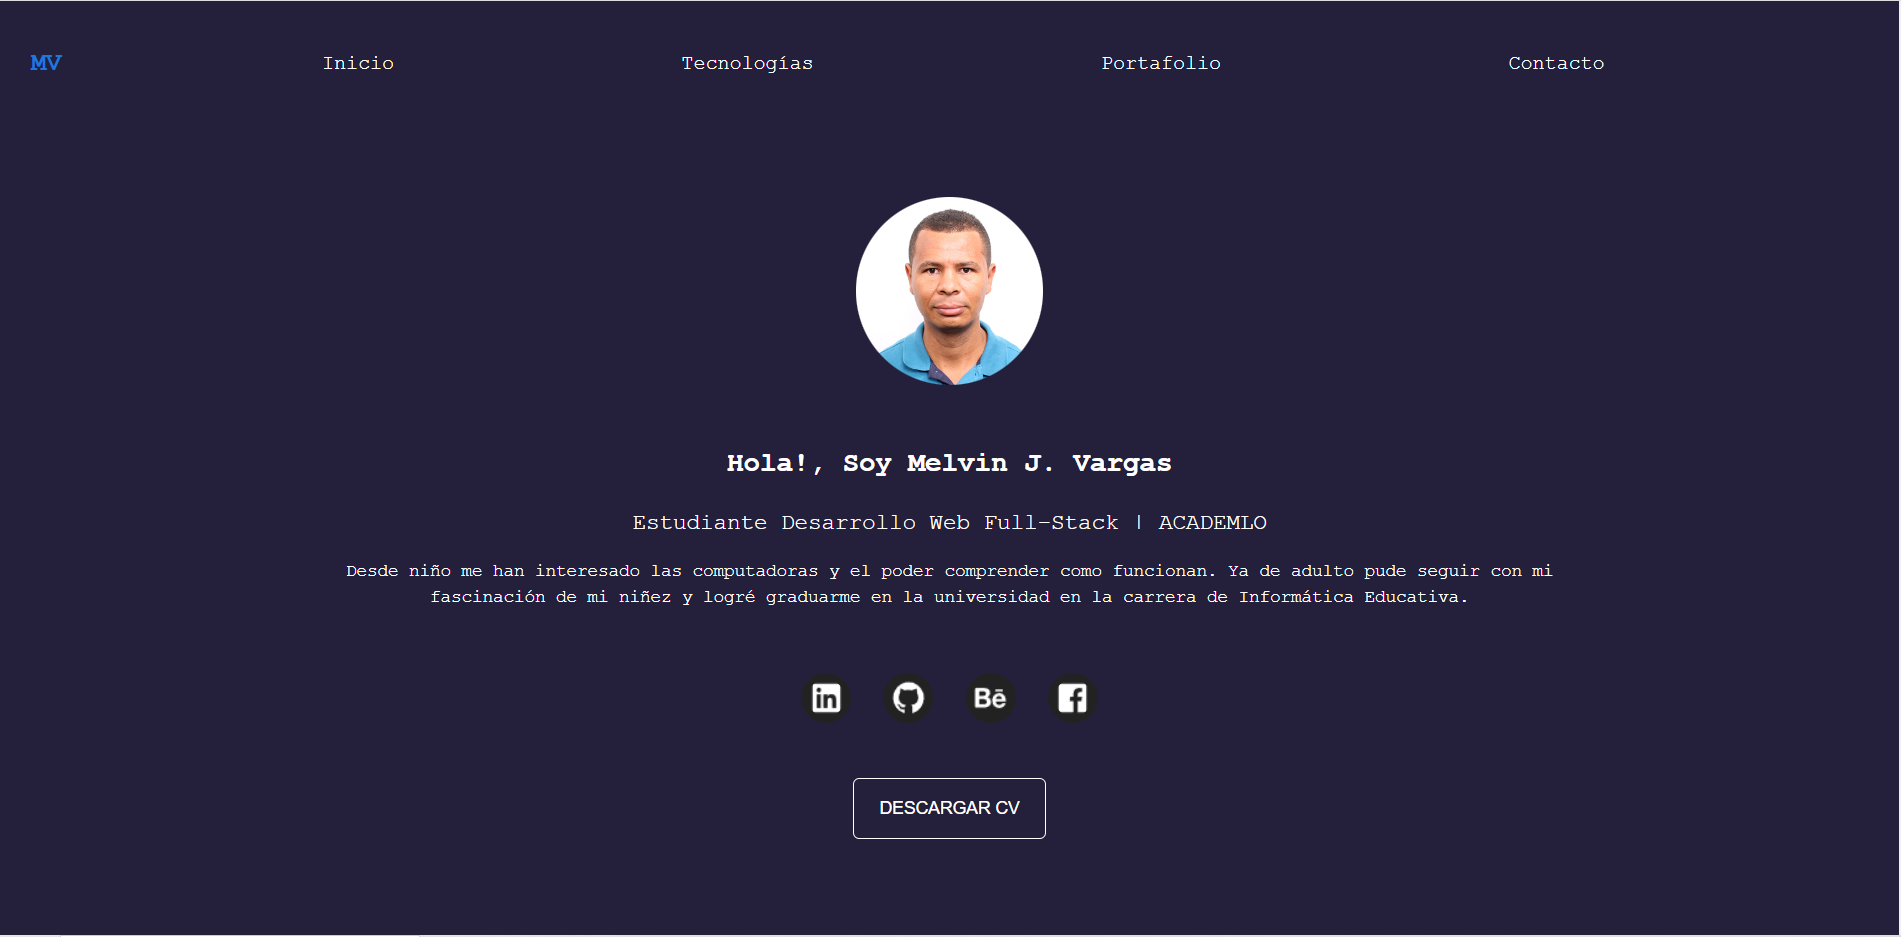 MV Inicio Tecnologías Portafolio Contacto
Hola!, Soy Melvin J. Vargas
Estudiante Desarrollo Web Full-Stack | ACADEMLO
Desde niño me han interesado las computadoras y el poder comprender como funcionan. Ya de adulto pude seguir con mi
fascinación de mi niñez y logré graduarme en la universidad en la carrera de Informática Educativa.
in Bē f
DESCARGAR CV